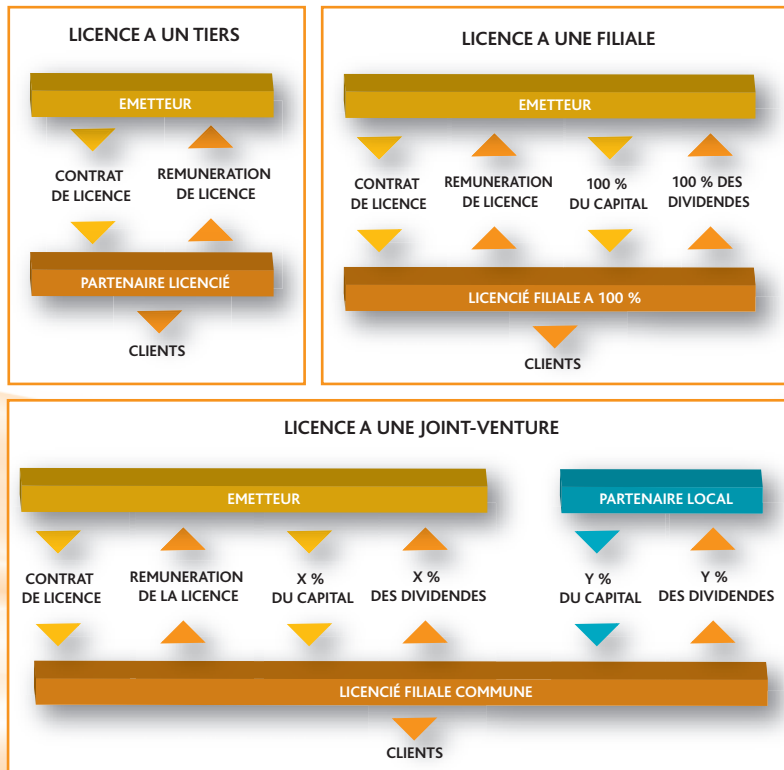 LICENCE A UN TIERS
EMETTEUR
CONTRAT
DE LICENCE
REMUNERATION
DE LICENCE
PARTENAIRE LICENCIÉ
CLIENTS
LICENCE A UNE FILIALE
EMETTEUR
CONTRAT
DE LICENCE
REMUNERATION
DE LICENCE
100 %
DU CAPITAL
100 % DES
DIVIDENDES
LICENCIÉ FILIALE A 100 %
CLIENTS
LICENCE A UNE JOINT-VENTURE
EMETTEUR
PARTENAIRE LOCAL
CONTRAT
DE LICENCE
REMUNERATION
DE LA LICENCE
X %
DU CAPITAL
X %
DES DIVIDENDES
Y %
DU CAPITAL
Y %
DES DIVIDENDES
LICENCIÉ FILIALE COMMUNE
CLIENTS